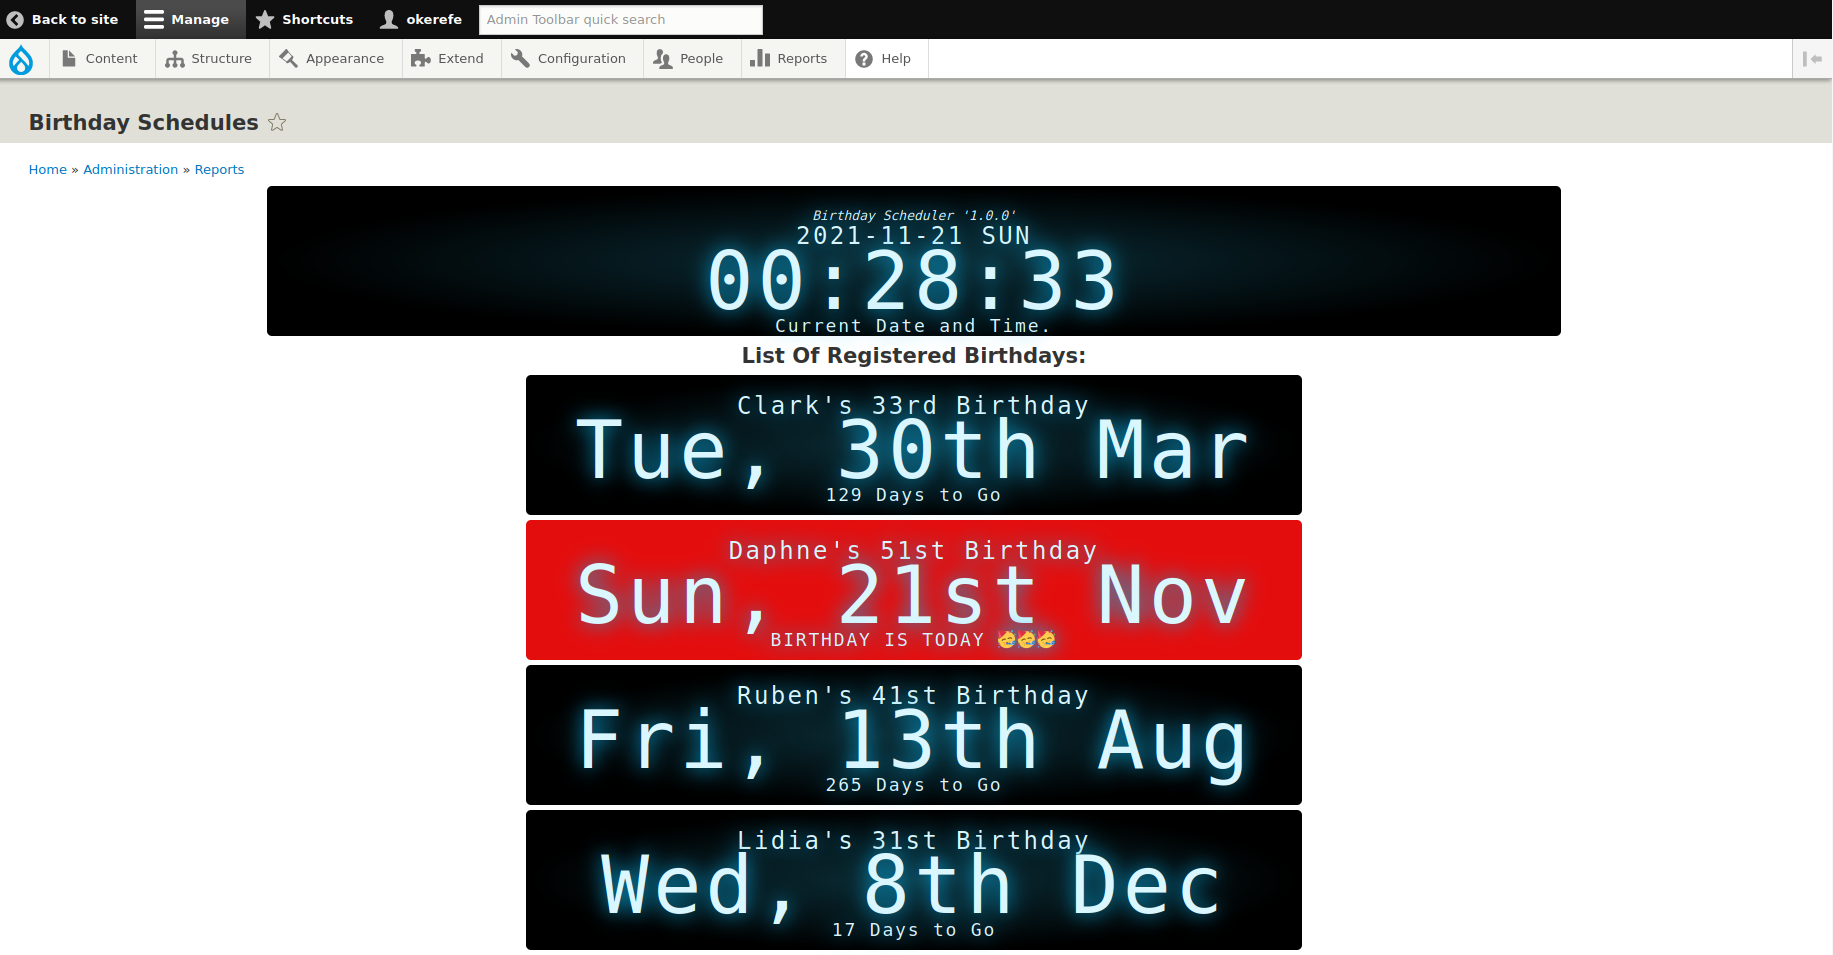 Back to site Manage Shortcuts okerefe Admin Toolbar quick search
Content Structure Appearance Extend Configuration People Reports Help
Birthday Schedules
Home » Administration » Reports
Birthday Scheduler '1.0.0'
2021-11-21 SUN
00:28:33
Current Date and Time.
List Of Registered Birthdays:
Clark's 33rd Birthday
Tue, 30th Mar
129 Days to Go
Daphne's 51st Birthday
Sun, 21st Nov
BIRTHDAY IS TODAY 🥳🥳🥳
Ruben's 41st Birthday
Fri, 13th Aug
265 Days to Go
Lidia's 31st Birthday
Wed, 8th Dec
17 Days to Go